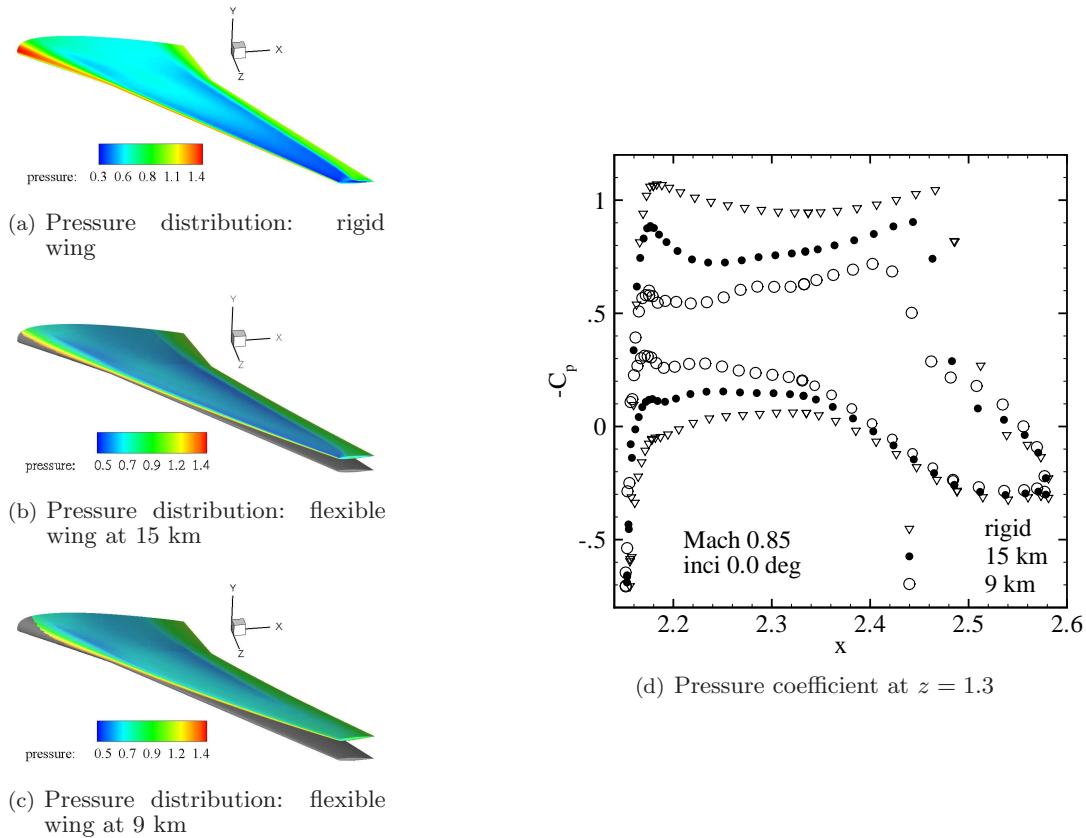 Y
X
Z
pressure: 0.3 0.6 0.8 1.1 1.4
(a) Pressure distribution: rigid
wing
Y
X
Z
pressure: 0.5 0.7 0.9 1.2 1.4
(b) Pressure distribution: flexible
wing at 15 km
Y
X
Z
pressure: 0.5 0.7 0.9 1.2 1.4
(c) Pressure distribution: flexible
wing at 9 km
1
.5
0
-.5
-Cp
Mach 0.85
inci 0.0 deg
rigid
15 km
9 km
2.2 2.3 2.4 2.5 2.6
x
(d) Pressure coefficient at z = 1.3